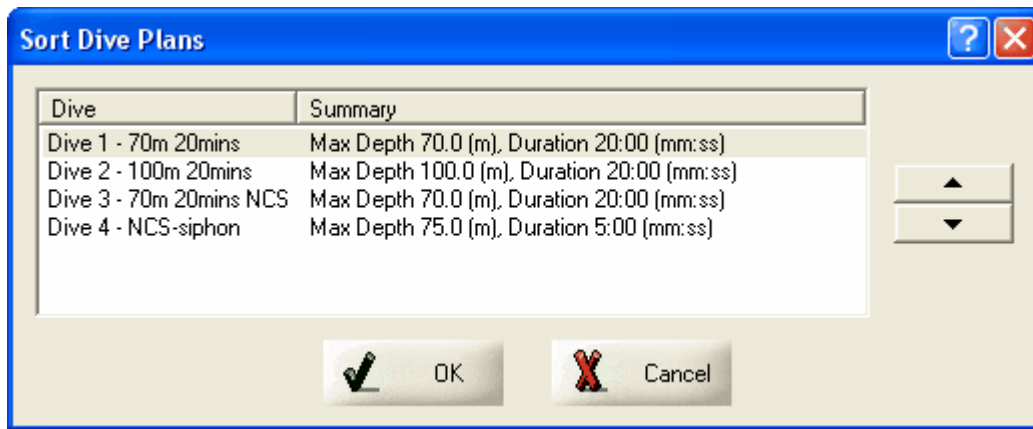 Sort Dive Plans
?
Dive Summary
Dive 1 - 70m 20mins Max Depth 70.0 (m), Duration 20:00 (mm:ss)
Dive 2 - 100m 20mins Max Depth 100.0 (m), Duration 20:00 (mm:ss)
Dive 3 - 70m 20mins NCS Max Depth 70.0 (m), Duration 20:00 (mm:ss)
Dive 4 - NCS-siphon Max Depth 75.0 (m), Duration 5:00 (mm:ss)
OK Cancel